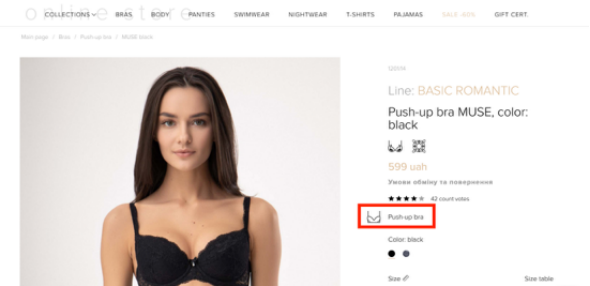 online store
COLLECTIONS BRAS BODY PANTIES SWIMWEAR NIGHTWEAR T-SHIRTS PAJAMAS SALE -60% GIFT CERT.
Main page / Bras / Push-up bra / MUSE black
Line: BASIC ROMANTIC
Push-up bra MUSE, color:
black
599 uah
Умови обміну та повернення
42 count votes
Push-up bra
Color: black
Size Size table